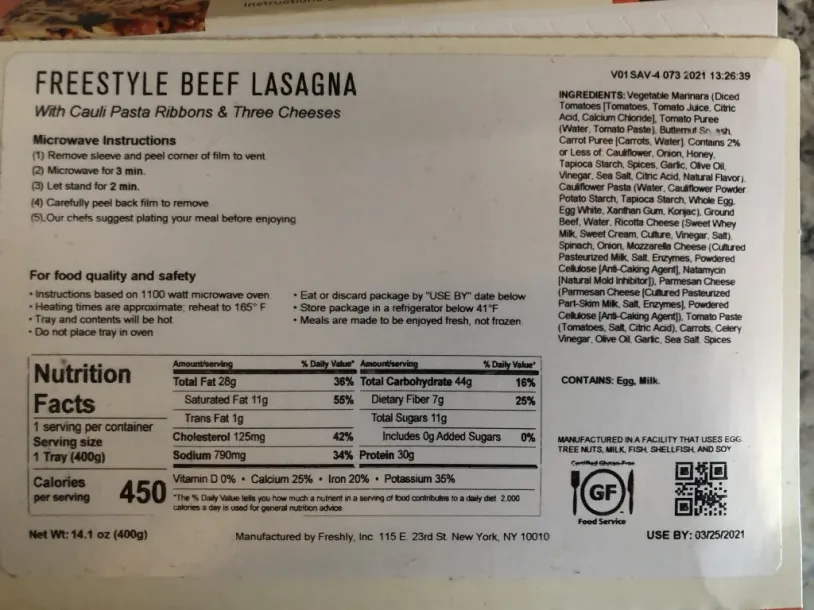 FREESTYLE BEEF LASAGNA
With Cauli Pasta Ribbons & Three Cheeses
Microwave Instructions
(1) Remove sleeve and peel corner of film to vent
(2) Microwave for 3 min.
(3) Let stand for 2 min.
(4) Carefully peel back film to remove
(5) Our chefs suggest plating your meal before enjoying
For food quality and safety
• Instructions based on 1100 watt microwave oven
• Heating times are approximate; reheat to 165° F
• Tray and contents will be hot
• Do not place tray in oven
• Eat or discard package by "USE BY" date below
• Store package in a refrigerator below 41°F
• Meals are made to be enjoyed fresh, not frozen
V01 SAV-4 073 2021 13:26:39
INGREDIENTS: Vegetable Marinara (Diced
Tomatoes [Tomatoes, Tomato Juice, Citric
Acid, Calcium Chloride], Tomato Puree
(Water, Tomato Paste), Butternut
Carrot Puree [Carrots, Water]. Contains 2%
or Less of: Cauliflower, Onion, Honey,
Tapioca Starch, Spices, Garlic, Olive Oil,
Vinegar, Sea Salt, Citric Acid, Natural Flavor),
Cauliflower Pasta (Water, Cauliflower Powder
Potato Starch, Tapioca Starch, Whole Egg,
Egg White, Xanthan Gum, Konjac), Ground
Beef, Water, Ricotta Cheese (Sweet Whey
Milk, Sweet Cream, Culture, Vinegar, Salt),
Spinach, Onion, Mozzarella Cheese (Cultured
Pasteurized Milk, Salt, Enzymes, Powdered
Cellulose [Anti-Caking Agent], Natamycin
[Natural Mold Inhibitor]), Parmesan Cheese
(Parmesan Cheese [Cultured Pasteurized
Part-Skim Milk, Salt, Enzymes], Powdered
Cellulose [Anti-Caking Agent]), Tomato Paste
(Tomatoes, Salt, Citric Acid), Carrots, Celery
Vinegar, Olive Oil, Garlic, Sea Salt, Spices
CONTAINS: Egg, Milk.
MANUFACTURED IN A FACILITY THAT USES EGG,
TREE NUTS, MILK, FISH, SHELLFISH, AND SOY
Certified Gluten-Free
GF
Food Service
Nutrition
Facts
1 serving per container
Serving size
1 Tray (400g)
Calories
per serving 450
Amount/serving % Daily Value* Amount/serving % Daily Value*
Total Fat 28g 36% Total Carbohydrate 44g 16%
Saturated Fat 11g 55% Dietary Fiber 7g 25%
Trans Fat 1g Total Sugars 11g
Cholesterol 125mg 42% Includes 0g Added Sugars 0%
Sodium 790mg 34% Protein 30g
Vitamin D 0% • Calcium 25% • Iron 20% • Potassium 35%
*The % Daily Value tells you how much a nutrient in a serving of food contributes to a daily diet. 2,000
calories a day is used for general nutrition advice.
Net Wt: 14.1 oz (400g)
Manufactured by Freshly, Inc. 115 E. 23rd St. New York, NY 10010
USE BY: 03/25/2021